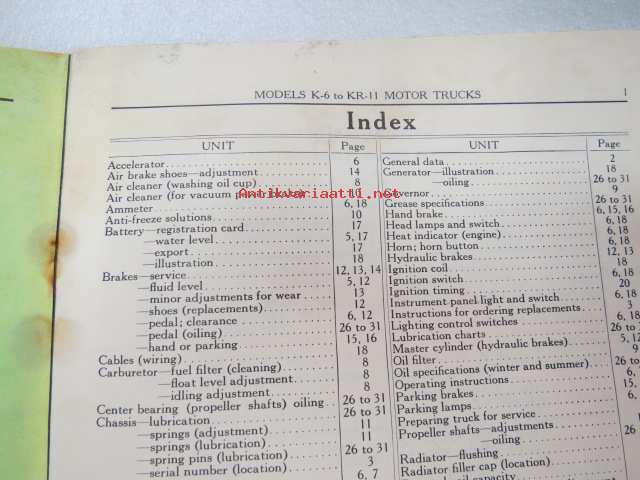 MODELS K-6 to KR-11 MOTOR TRUCKS 1
Index
UNIT Page
Accelerator 6
Air brake shoes—adjustment 14
Air cleaner (washing oil cup) 8
Air cleaner (for vacuum
Ammeter 6, 18
Anti-freeze solutions 10
Battery—registration card 17
—water level 5, 17
—export 17
—illustration 18
Brakes—service 12, 13, 14
—fluid level 5, 12
—minor adjustments for wear 13
—shoes (replacements) 12
—pedal; clearance 6, 12
—pedal (oiling) 26 to 31
—hand or parking 15, 16
Cables (wiring) 18
Carburetor—fuel filter (cleaning) 8
—float level adjustment 8
—idling adjustment 8
Center bearing (propeller shafts) oiling 26 to 31
Chassis—lubrication 26 to 31
—springs (adjustment) 11
—springs (lubrication) 11
—spring pins (lubrication) 26 to 31
—serial number (location) 3
6, 7
UNIT Page
General data 2
Generator—illustration 18
—oiling 26 to 31
Governor 9
Grease specifications 26 to 31
Hand brake 6, 15, 16
Head lamps and switch 6, 18
Heat indicator (engine) 6, 18
Horn; horn button 6, 18
Hydraulic brakes 12, 13
Ignition coil 18
Ignition switch 6, 18
Ignition timing 20
Instrument panel light and switch 6, 18
Instructions for ordering replacements 3
Lighting control switches 6, 18
Lubrication charts 26 to
Master cylinder (hydraulic brakes) 5, 12
Oil filter 9
Oil specifications (winter and summer) 26 to
Operating instructions 6,
Parking brakes 15,
Parking lamps 6,
Preparing truck for service
Propeller shafts—adjustments
—oiling 26
Radiator—flushing
Radiator filler cap (location)
oil capacity
Antikvariaatti.net